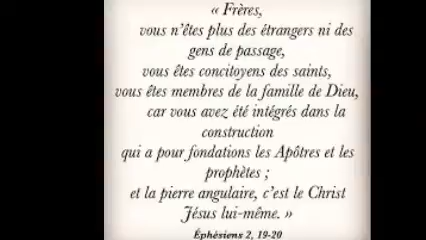 « Frères,
vous n'êtes plus des étrangers ni des
gens de passage,
vous êtes concitoyens des saints,
vous êtes membres de la famille de Dieu,
car vous avez été intégrés dans la
construction
qui a pour fondations les Apôtres et les
prophètes ;
et la pierre angulaire, c'est le Christ
Jésus lui-même. »
Éphésiens 2, 19-20